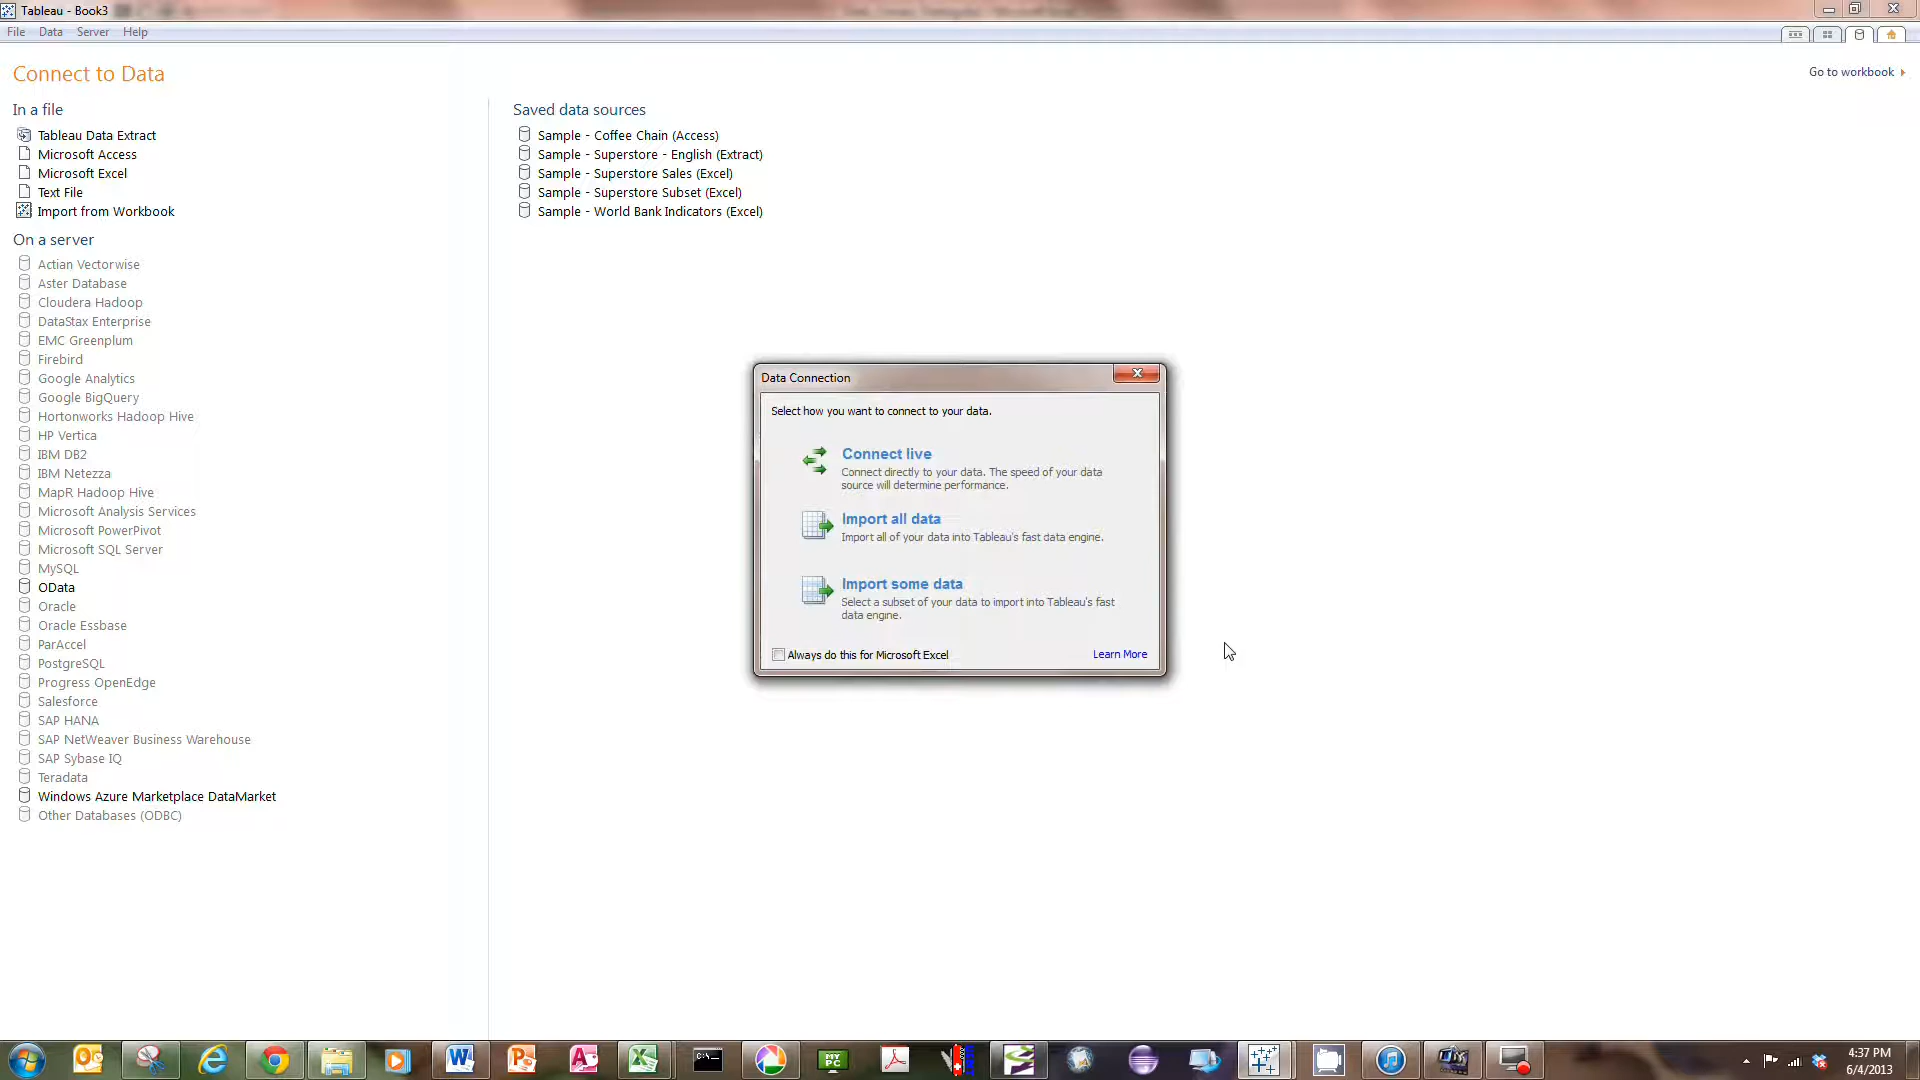 Tableau - Book3
File Data Server Help
Connect to Data
Go to workbook
In a file
Tableau Data Extract
Microsoft Access
Microsoft Excel
Text File
Import from Workbook
On a server
Actian Vectorwise
Aster Database
Cloudera Hadoop
DataStax Enterprise
EMC Greenplum
Firebird
Google Analytics
Google BigQuery
Hortonworks Hadoop Hive
HP Vertica
IBM DB2
IBM Netezza
MapR Hadoop Hive
Microsoft Analysis Services
Microsoft PowerPivot
Microsoft SQL Server
MySQL
OData
Oracle
Oracle Essbase
ParAccel
PostgreSQL
Progress OpenEdge
Salesforce
SAP HANA
SAP NetWeaver Business Warehouse
SAP Sybase IQ
Teradata
Windows Azure Marketplace DataMarket
Other Databases (ODBC)
Saved data sources
Sample - Coffee Chain (Access)
Sample - Superstore - English (Extract)
Sample - Superstore Sales (Excel)
Sample - Superstore Subset (Excel)
Sample - World Bank Indicators (Excel)
Data Connection
Select how you want to connect to your data.
Connect live
Connect directly to your data. The speed of your data
source will determine performance.
Import all data
Import all of your data into Tableau's fast data engine.
Import some data
Select a subset of your data to import into Tableau's fast
data engine.
Always do this for Microsoft Excel
Learn More
MY
PC
4:37 PM
6/4/2013